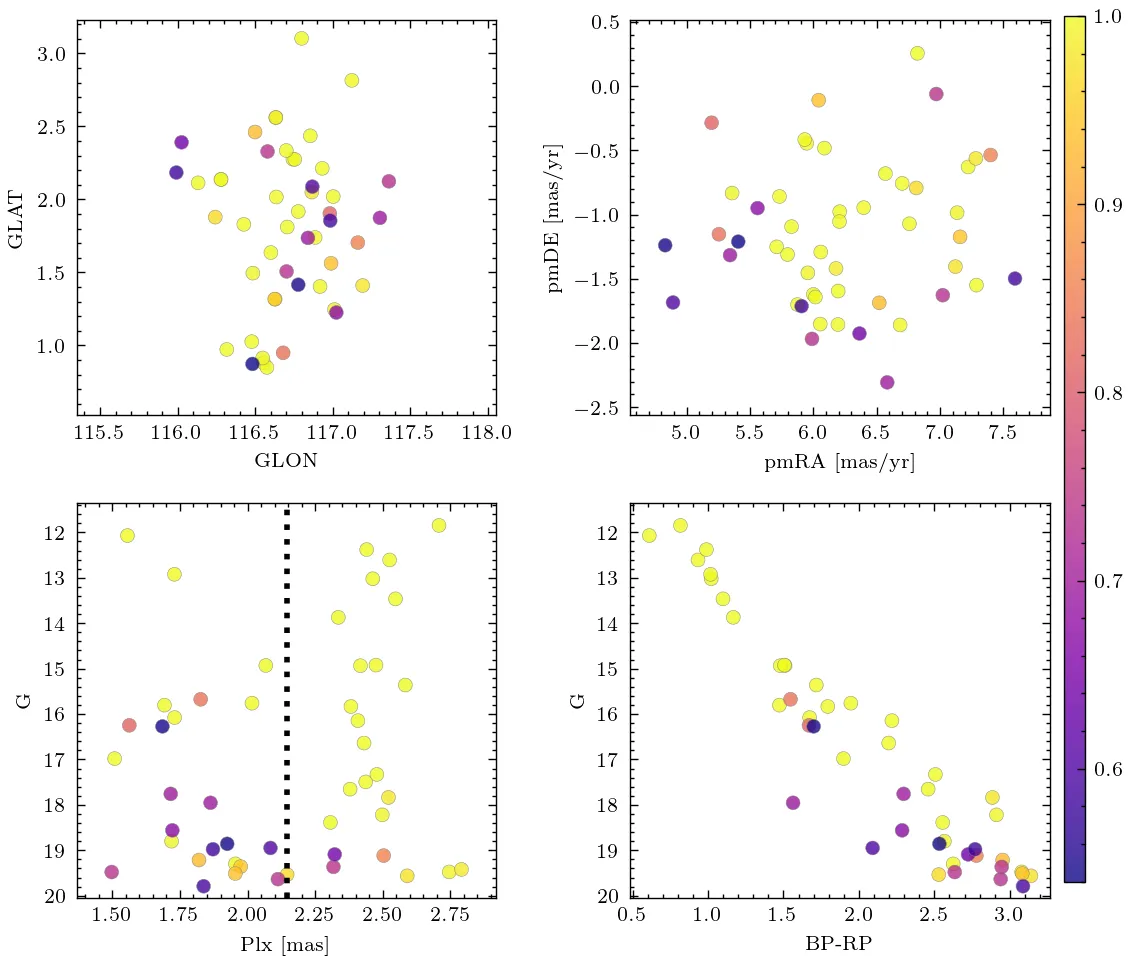 3.0
2.5
2.0
1.5
1.0
GLAT
115.5 116.0 116.5 117.0 117.5 118.0
GLON
0.5
0.0
−0.5
−1.0
−1.5
−2.0
−2.5
pmDE [mas/yr]
5.0 5.5 6.0 6.5 7.0 7.5
pmRA [mas/yr]
1.0
0.9
0.8
0.7
0.6
12
13
14
15
16
17
18
19
20
G
1.50 1.75 2.00 2.25 2.50 2.75
Plx [mas]
12
13
14
15
16
17
18
19
20
G
0.5 1.0 1.5 2.0 2.5 3.0
BP-RP